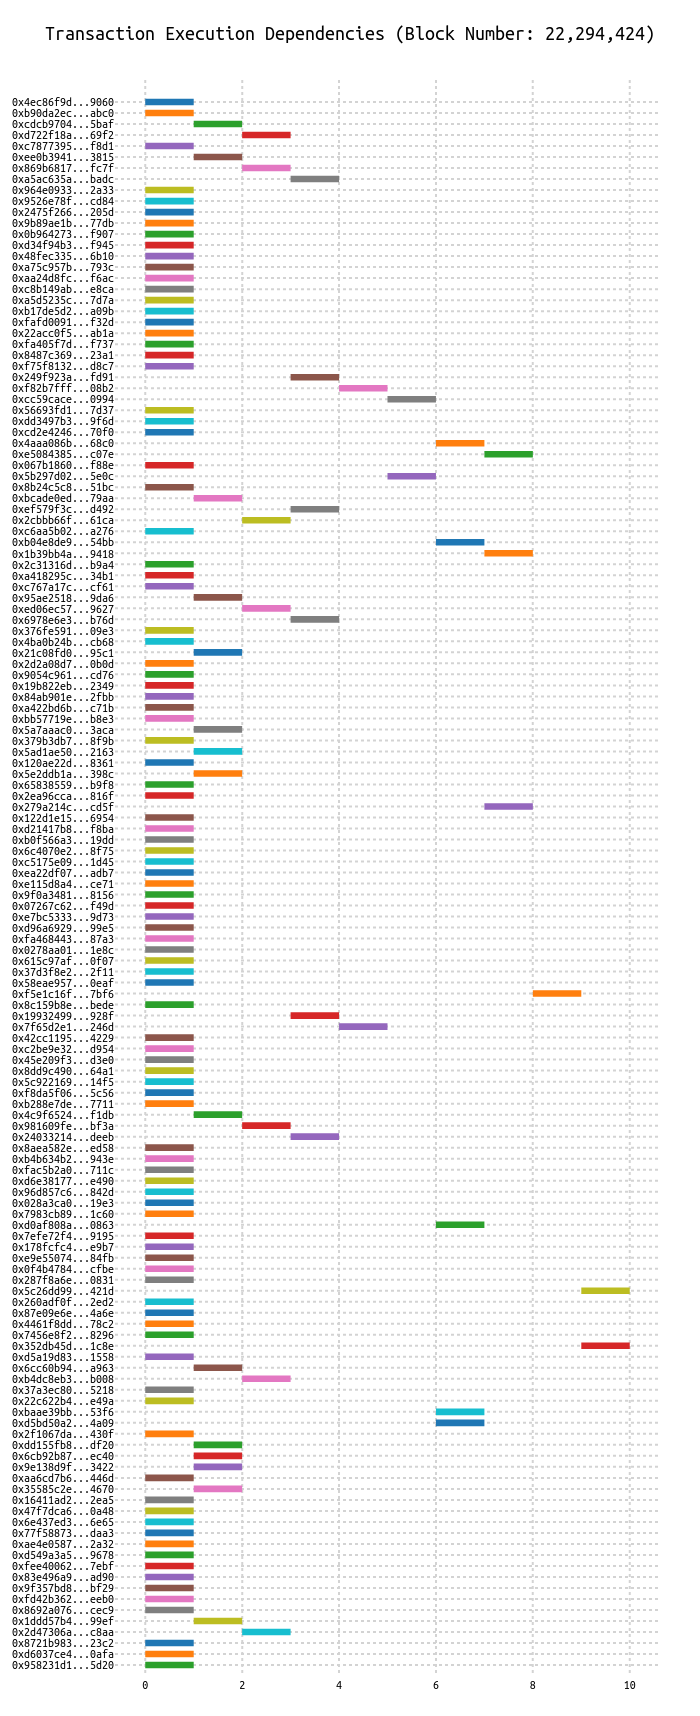 Transaction Execution Dependencies (Block Number: 22,294,424)
0x4ec86f9d...9060
0xb90da2ec...abc0
0xcdcb9704...5baf
0xd722f18a...69f2
0xc7877395...f8d1
0xee0b3941...3815
0x869b6817...fc7f
0xa5ac635a...badc
0x964e0933...2a33
0x9526e78f...cd84
0x2475f266...205d
0x9b89ae1b...77db
0x0b964273...f907
0xd34f94b3...f945
0x48fec335...6b10
0xa75c957b...793c
0xaa24d8fc...f6ac
0xc8b149ab...e8ca
0xa5d5235c...7d7a
0xb17de5d2...a09b
0xfafd0091...f32d
0x22acc0f5...ab1a
0xfa405f7d...f737
0x8487c369...23a1
0xf75f8132...d8c7
0x249f923a...fd91
0xf82b7fff...08b2
0xcc59cace...0994
0x56693fd1...7d37
0xdd3497b3...9f6d
0xcd2e4246...70f0
0x4aaa086b...68c0
0xe5084385...c07e
0x067b1860...f88e
0x5b297d02...5e0c
0x8b24c5c8...51bc
0xbcade0ed...79aa
0xef579f3c...d492
0x2cbbb66f...61ca
0xc6aa5b02...a276
0xb04e8de9...54bb
0x1b39bb4a...9418
0x2c31316d...b9a4
0xa418295c...34b1
0xc767a17c...cf61
0x95ae2518...9da6
0xed06ec57...9627
0x6978e6e3...b76d
0x376fe591...09e3
0x4ba0b24b...cb68
0x21c08fd0...95c1
0x2d2a08d7...0b0d
0x9054c961...cd76
0x19b822eb...2349
0x84ab901e...2fbb
0xa422bd6b...c71b
0xbb57719e...b8e3
0x5a7aaac0...3aca
0x379b3db7...8f9b
0x5ad1ae50...2163
0x120ae22d...8361
0x5e2ddb1a...398c
0x65838559...b9f8
0x2ea96cca...816f
0x279a214c...cd5f
0x122d1e15...6954
0xd21417b8...f8ba
0xb0f566a3...19dd
0x6c4070e2...8f75
0xc5175e09...1d45
0xea22df07...adb7
0xe115d8a4...ce71
0x9f0a3481...8156
0x07267c62...f49d
0xe7bc5333...9d73
0xd96a6929...99e5
0xfa468443...87a3
0x0278aa01...1e8c
0x615c97af...0f07
0x37d3f8e2...2f11
0x58eae957...0eaf
0xf5e1c16f...7bf6
0x8c159b8e...bede
0x19932499...928f
0x7f65d2e1...246d
0x42cc1195...4229
0xc2be9e32...d954
0x45e209f3...d3e0
0x8dd9c490...64a1
0x5c922169...14f5
0xf8da5f06...5c56
0xb288e7de...7711
0x4c9f6524...f1db
0x981609fe...bf3a
0x24033214...deeb
0x8aea582e...ed58
0xb4b634b2...943e
0xfac5b2a0...711c
0xd6e38177...e490
0x96d857c6...842d
0x028a3ca0...19e3
0x7983cb89...1c60
0xd0af808a...0863
0x7efe72f4...9195
0x178fcfc4...e9b7
0xe9e55074...84fb
0x0f4b4784...cfbe
0x287f8a6e...0831
0x5c26dd99...421d
0x260adf0f...2ed2
0x87e09e6e...4a6e
0x4461f8dd...78c2
0x7456e8f2...8296
0x352db45d...1c8e
0xd5a19d83...1558
0x6cc60b94...a963
0xb4dc8eb3...b008
0x37a3ec80...5218
0x22c622b4...e49a
0xbaae39bb...53f6
0xd5bd50a2...4a09
0x2f1067da...430f
0xdd155fb8...df20
0x6cb92b87...ec40
0x9e138d9f...3422
0xaa6cd7b6...446d
0x35585c2e...4670
0x16411ad2...2ea5
0x47f7dca6...0a48
0x6e437ed3...6e65
0x77f58873...daa3
0xae4e0587...2a32
0xd549a3a5...9678
0xfee40062...7ebf
0x83e496a9...ad90
0x9f357bd8...bf29
0xfd42b362...eeb0
0x8692a076...cec9
0x1ddd57b4...99ef
0x2d47306a...c8aa
0x8721b983...23c2
0xd6037ce4...0afa
0x958231d1...5d20
0 2 4 6 8 10